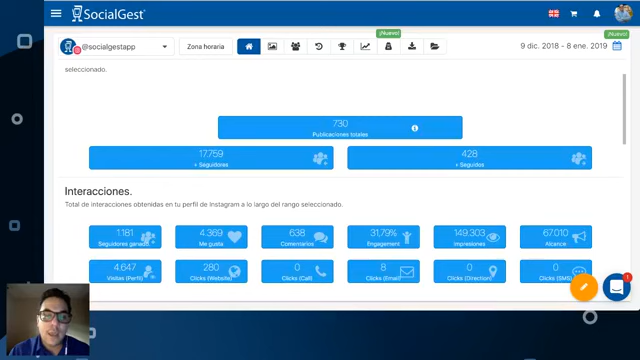 SocialGest
@socialgestapp
Zona horaria
¡Nuevo!
9 dic. 2018 - 8 ene. 2019
¡Nuevo!
seleccionado.
730
Publicaciones totales
17.759
+ Seguidores
428
+ Seguidos
Interacciones.
Total de interacciones obtenidas en tu perfil de instagram a lo largo del rango seleccionado.
1.181
Seguidores ganados
4.369
Me gusta
638
Comentarios
31,79%
Engagement
149.303
Impresiones
67.010
Alcance
4.647
Visitas (Perfil)
280
Clicks (Website)
0
Clicks (Call)
8
Clicks (Email)
0
Clicks (Direction)
0
Clicks (SMS)
1